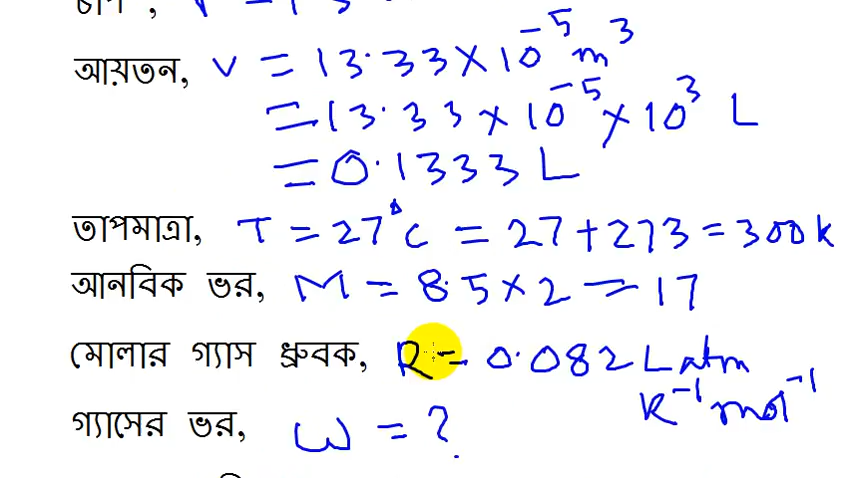 আয়তন, V = 13.33×10⁻⁵ m³
= 13.33×10⁻⁵×10³ L
= 0.1333 L
তাপমাত্রা, T = 27°C = 27+273 = 300k
আনবিক ভর, M = 8.5×2 = 17
মোলার গ্যাস ধ্রুবক, R = 0.082 L atm
k⁻¹ mol⁻¹
গ্যাসের ভর, W = ?